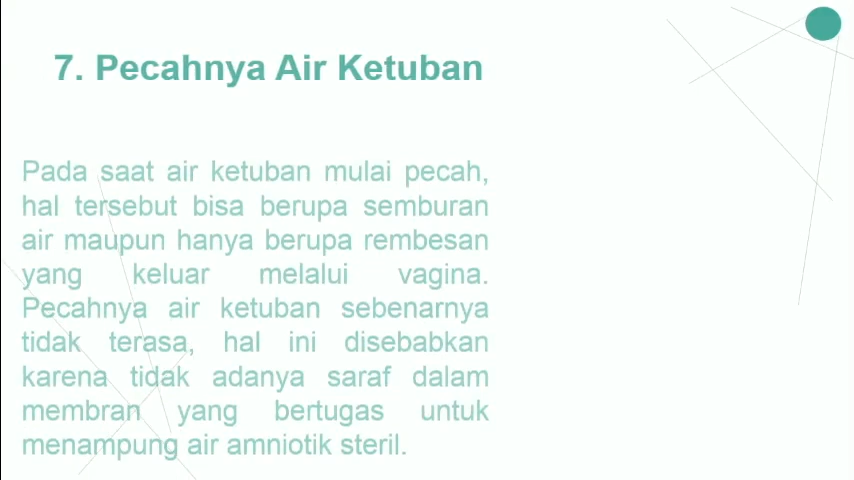 7. Pecahnya Air Ketuban
Pada saat air ketuban mulai pecah,
hal tersebut bisa berupa semburan
air maupun hanya berupa rembesan
yang keluar melalui vagina.
Pecahnya air ketuban sebenarnya
tidak terasa, hal ini disebabkan
karena tidak adanya saraf dalam
membran yang bertugas untuk
menampung air amniotik steril.